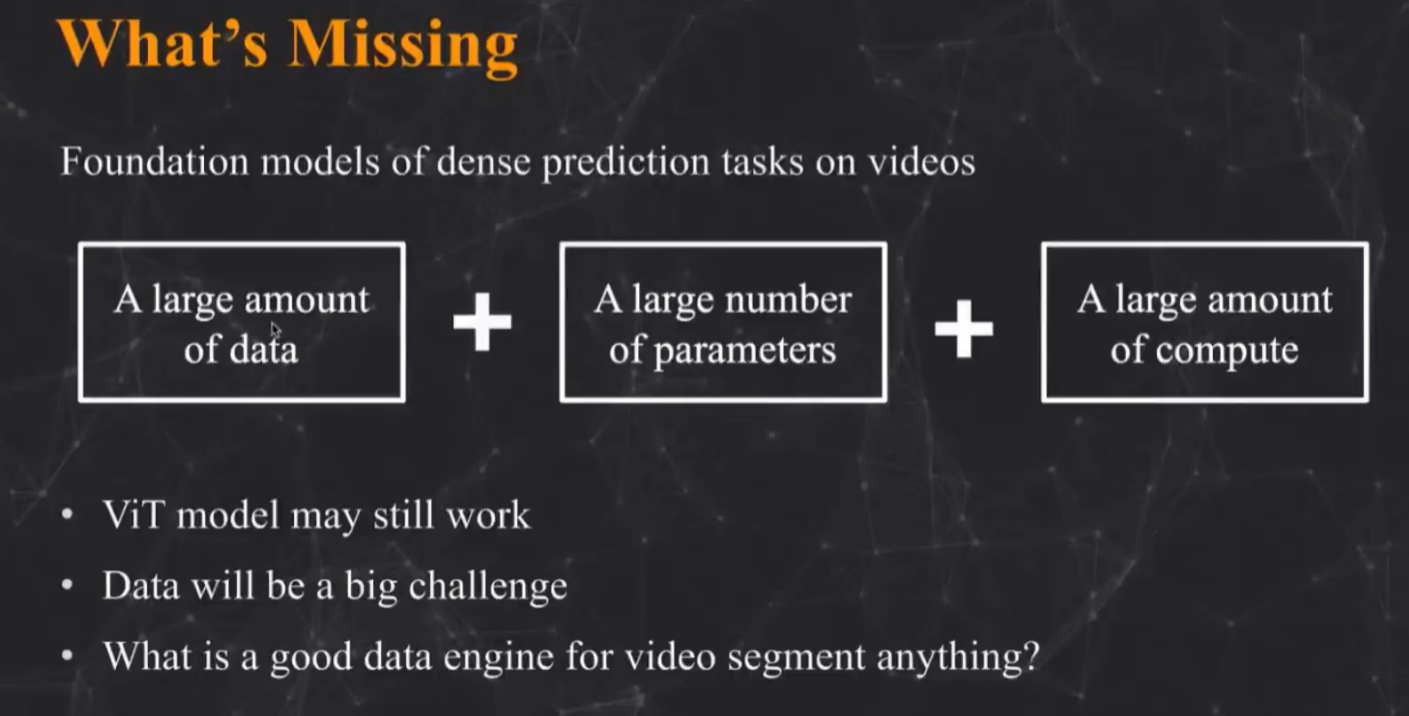 What's Missing
Foundation models of dense prediction tasks on videos
A large amount
of data
+
A large number
of parameters
+
A large amount
of compute
• ViT model may still work
• Data will be a big challenge
• What is a good data engine for video segment anything?